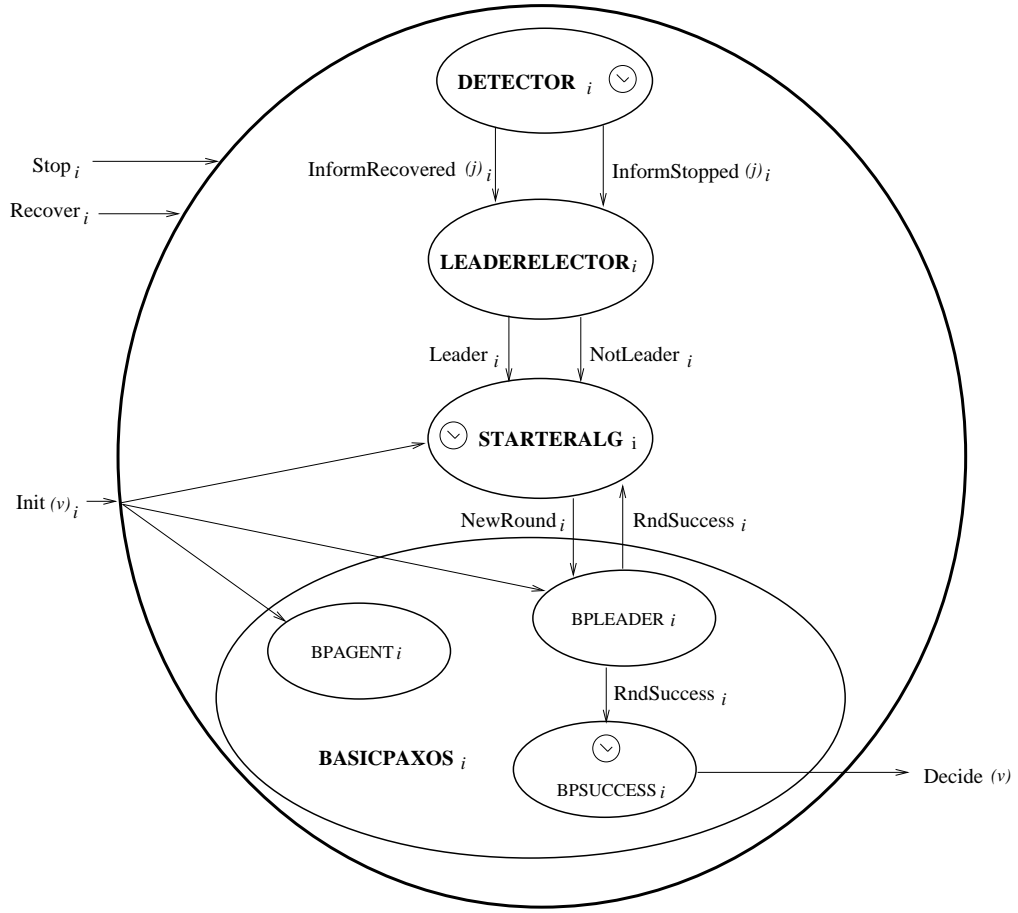 DETECTOR i
Stop i
InformRecovered (j) i
InformStopped (j) i
Recover i
LEADERELECTOR i
Leader i
NotLeader i
STARTERALG i
Init (v) i
NewRound i
RndSuccess i
BPLEADER i
BPAGENT i
RndSuccess i
BASICPAXOS i
BPSUCCESS i
Decide (v)